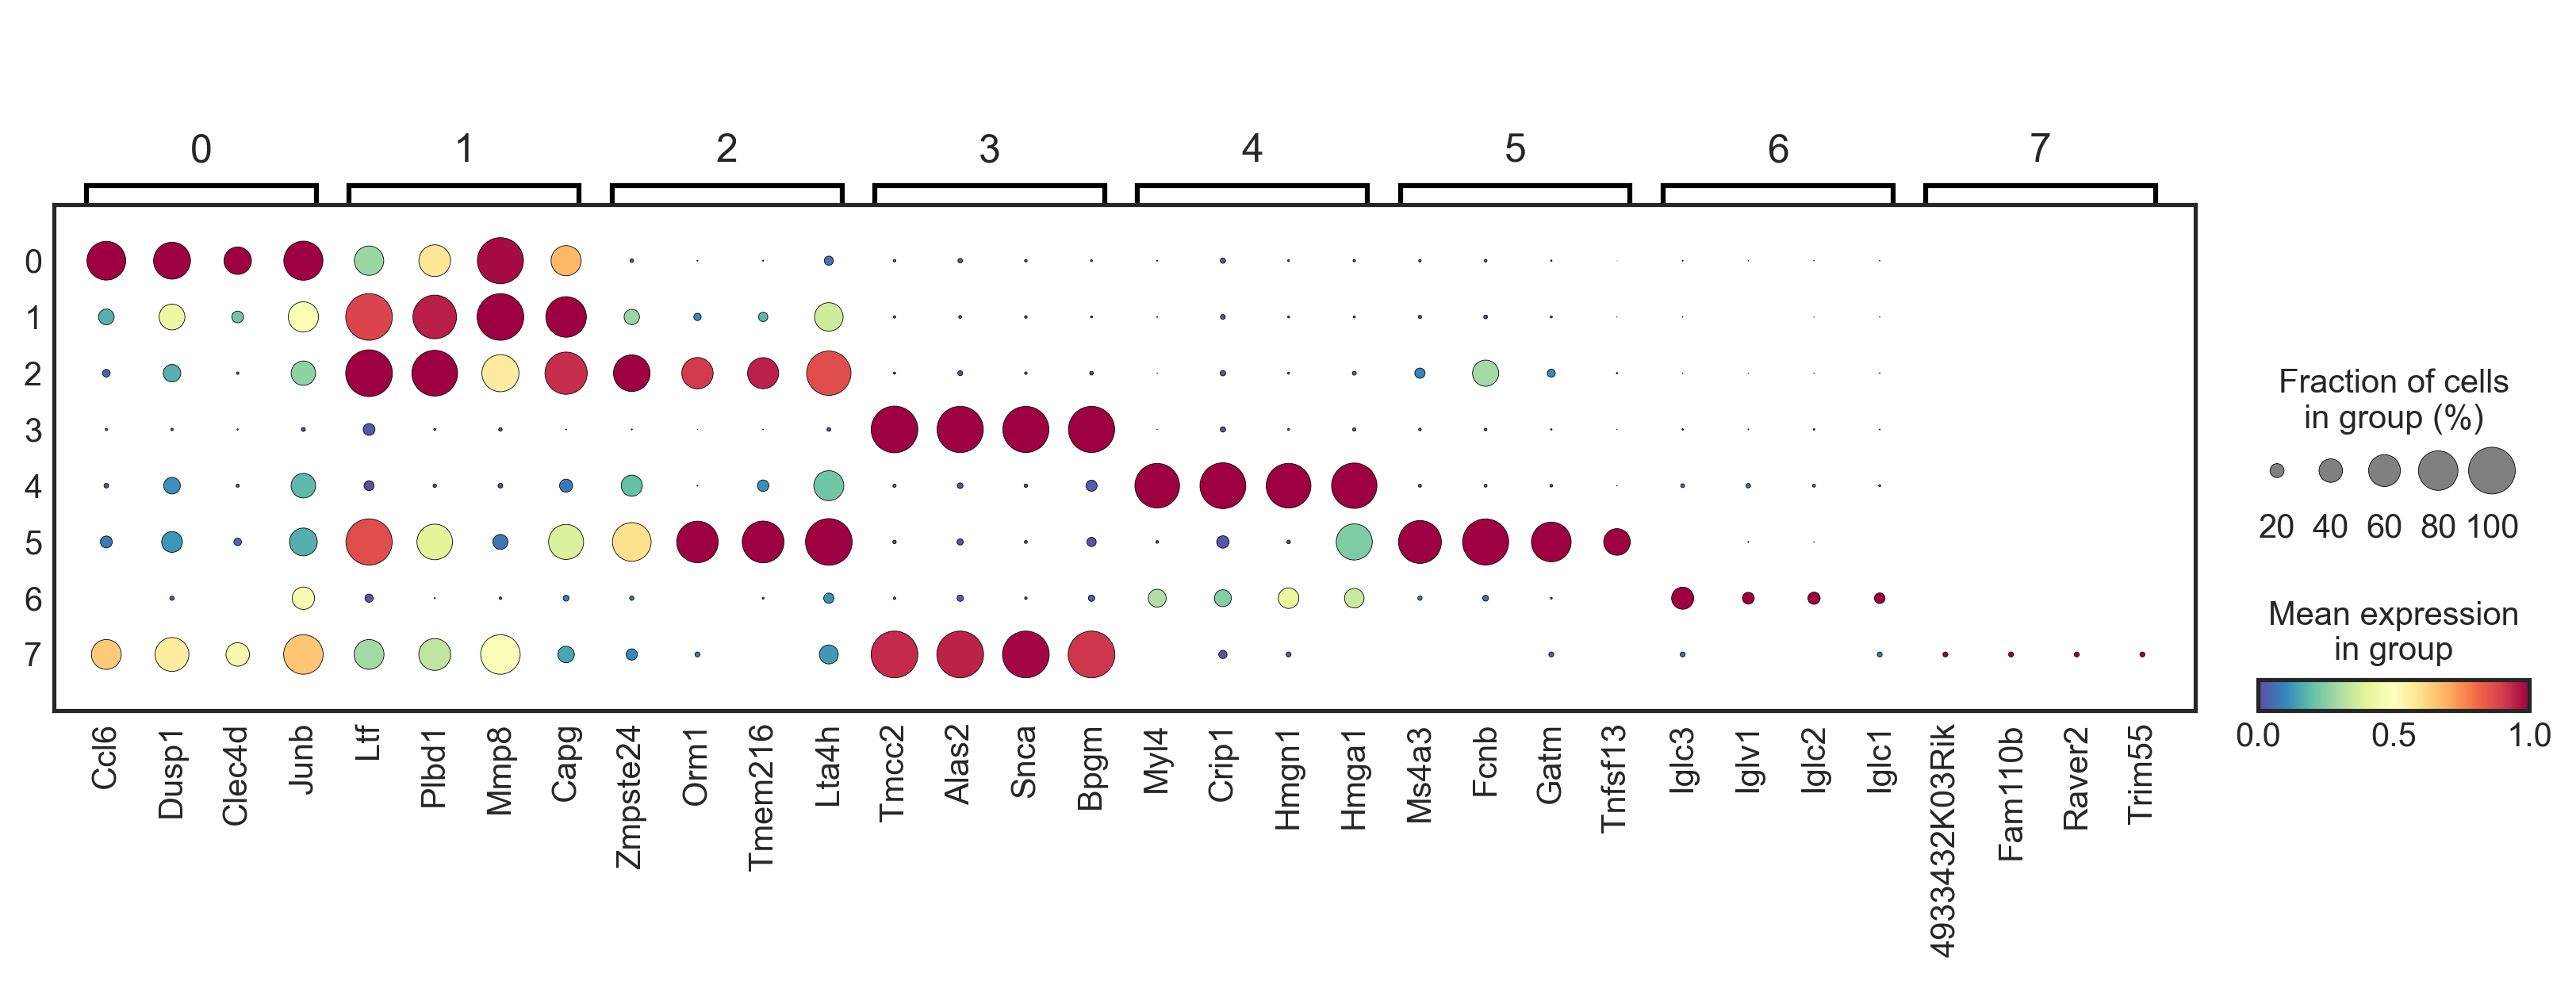 0 1 2 3 4 5 6 7
0
1
2
3
4
5
6
7
Ccl6 Dusp1 Clec4d Junb Ltf Plbd1 Mmp8 Capg Zmpste24 Orm1 Tmem216 Lta4h Tmcc2 Alas2 Snca Bpgm Myl4 Crip1 Hmgn1 Hmga1 Ms4a3 Fcnb Gatm Tnfsf13 Iglc3 Iglv1 Iglc2 Iglc1 4933432K03Rik Fam110b Raver2 Trim55
Fraction of cells
in group (%)
20 40 60 80 100
Mean expression
in group
0.0 0.5 1.0